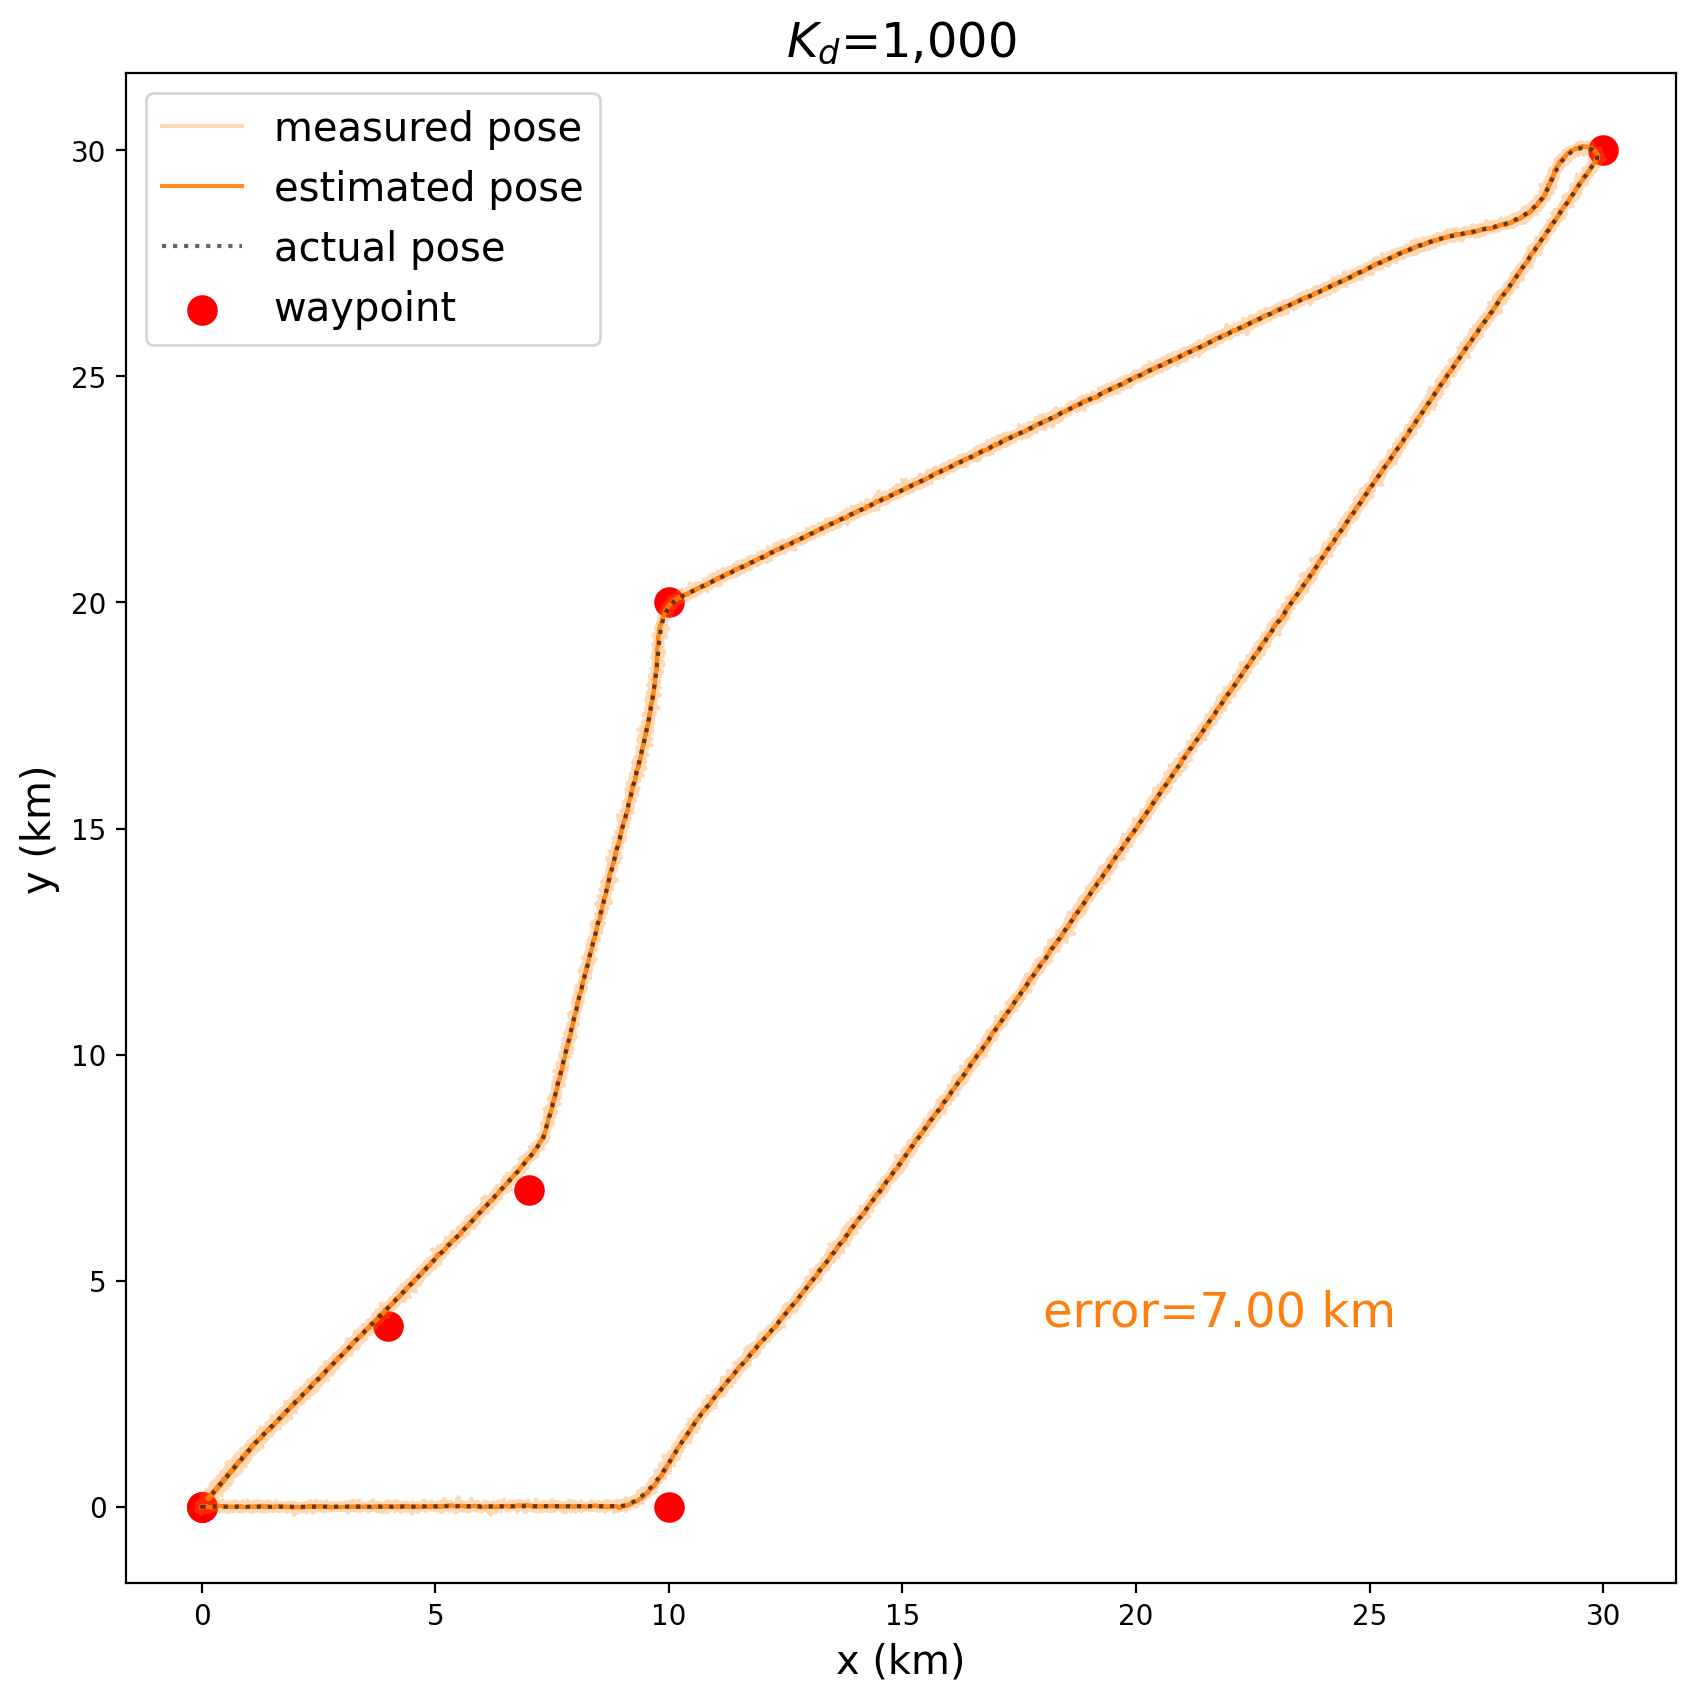 K_d=1,000
measured pose
estimated pose
actual pose
waypoint
30
25
20
15
10
5
0
y (km)
error=7.00 km
0 5 10 15 20 25 30
x (km)